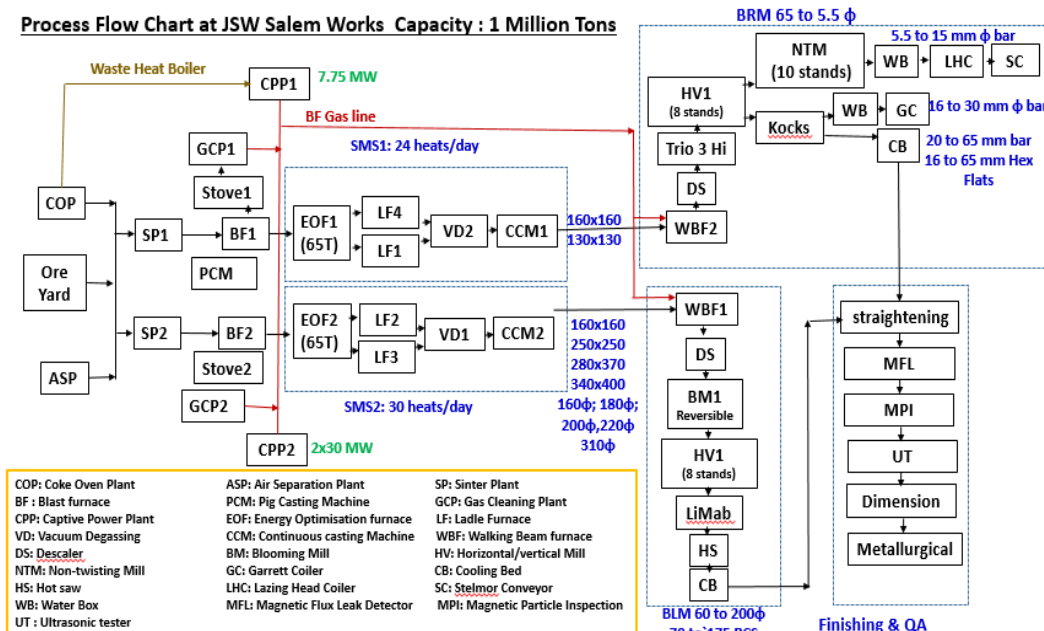 Process Flow Chart at JSW Salem Works Capacity : 1 Million Tons
BRM 65 to 5.5 ϕ
Waste Heat Boiler
CPP1
7.75 MW
BF Gas line
GCP1
SMS1: 24 heats/day
Stove1
COP
SP1
BF1
EOF1
(65T)
LF4
LF1
VD2
CCM1
160x160
130x130
Ore
Yard
PCM
SP2
BF2
EOF2
(65T)
LF2
LF3
VD1
CCM2
Stove2
ASP
GCP2
SMS2: 30 heats/day
CPP2
2x30 MW
160x160
250x250
280x370
340x400
160ϕ; 180ϕ;
200ϕ,220ϕ
310ϕ
NTM
(10 stands)
5.5 to 15 mm ϕ bar
WB
LHC
SC
HV1
(8 stands)
WB
GC
16 to 30 mm ϕ bar
Kocks
CB
20 to 65 mm bar
16 to 65 mm Hex
Flats
Trio 3 Hi
DS
WBF2
WBF1
DS
BM1
Reversible
HV1
(8 stands)
LiMab
HS
CB
BLM 60 to 200ϕ
straightening
MFL
MPI
UT
Dimension
Metallurgical
Finishing & QA
COP: Coke Oven Plant
ASP: Air Separation Plant
SP: Sinter Plant
BF : Blast furnace
PCM: Pig Casting Machine
GCP: Gas Cleaning Plant
CPP: Captive Power Plant
EOF: Energy Optimisation furnace
LF: Ladle Furnace
VD: Vacuum Degassing
CCM: Continuous casting Machine
WBF: Walking Beam furnace
DS: Descaler
BM: Blooming Mill
HV: Horizontal/vertical Mill
NTM: Non-twisting Mill
GC: Garrett Coiler
CB: Cooling Bed
HS: Hot saw
LHC: Lazing Head Coiler
SC: Stelmor Conveyor
WB: Water Box
MFL: Magnetic Flux Leak Detector
MPI: Magnetic Particle Inspection
UT : Ultrasonic tester